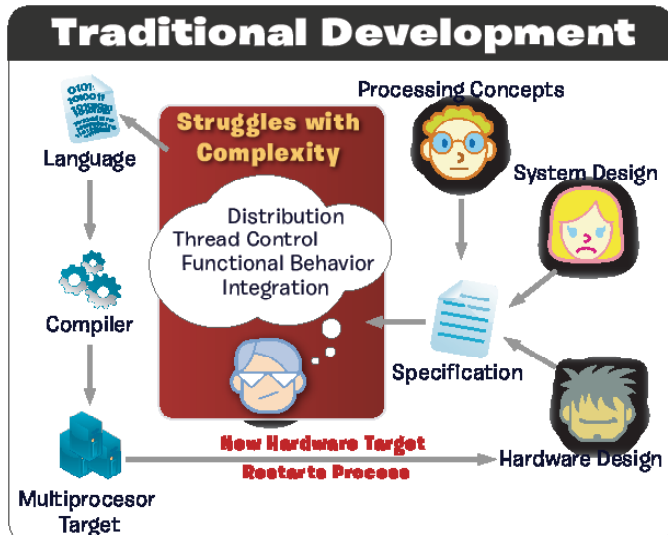 Traditional Development
Processing Concepts
Language
Struggles with
Complexity
System Design
Distribution
Thread Control
Functional Behavior
Integration
Compiler
Specification
New Hardware Target
Restarts Process
Hardware Design
Multiprocesor
Target